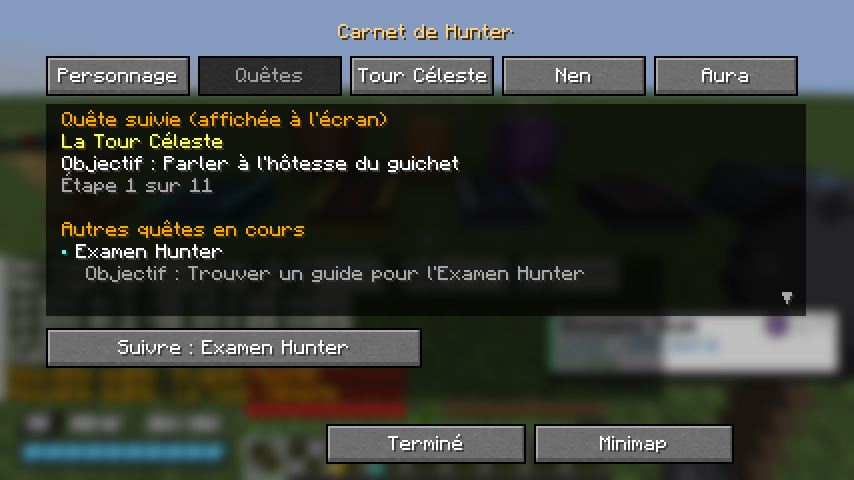 Carnet de Hunter
Personnage
Quêtes
Tour Céleste
Nen
Aura
Quête suivie (affichée à l'écran)
La Tour Céleste
Objectif : Parler à l'hôtesse du guichet
Étape 1 sur 11
Autres quêtes en cours
• Examen Hunter
Objectif : Trouver un guide pour l'Examen Hunter
Suivre : Examen Hunter
Terminé
Minimap